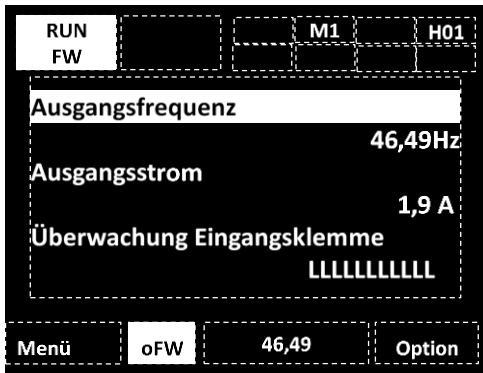 RUN M1 H01
FW
Ausgangsfrequenz
46,49Hz
Ausgangsstrom
1,9 A
Überwachung Eingangsklemme
LLLLLLLLLLL
Menü oFW 46,49 Option